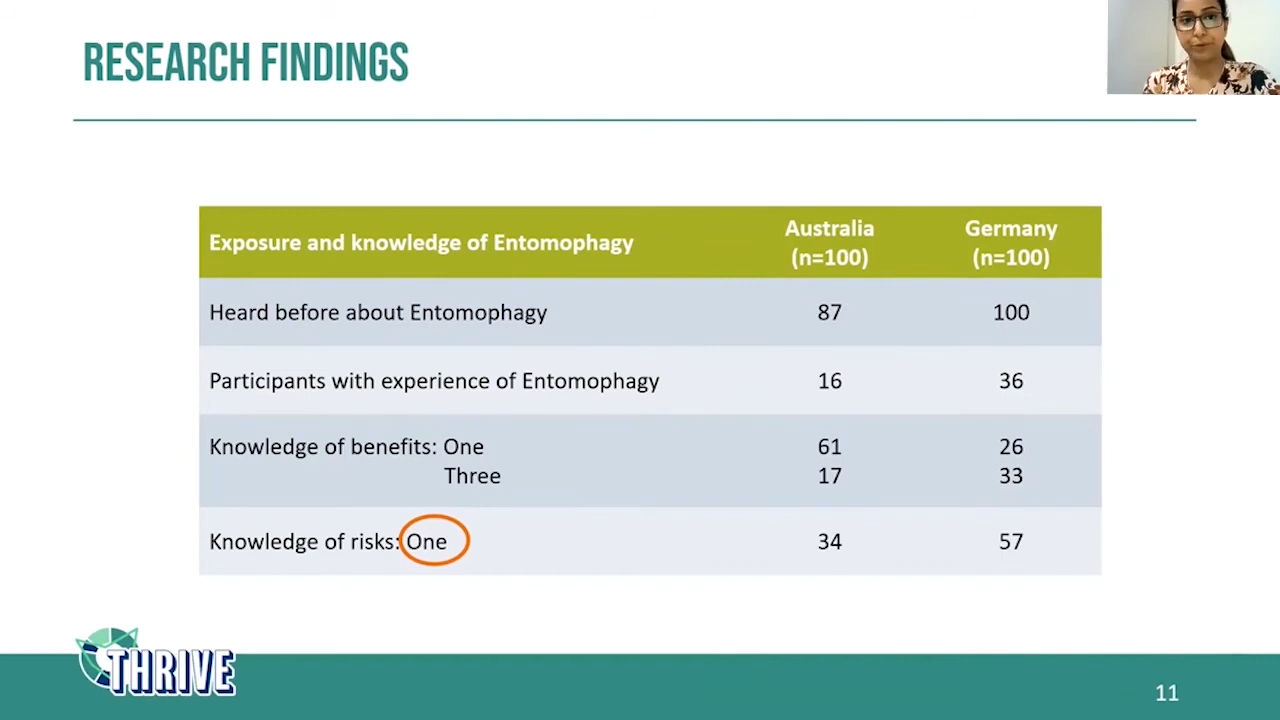 RESEARCH FINDINGS
Exposure and knowledge of Entomophagy
Australia
(n=100)
Germany
(n=100)
Heard before about Entomophagy 87 100
Participants with experience of Entomophagy 16 36
Knowledge of benefits: One 61 26
Three 17 33
Knowledge of risks: One 34 57
THRIVE
11